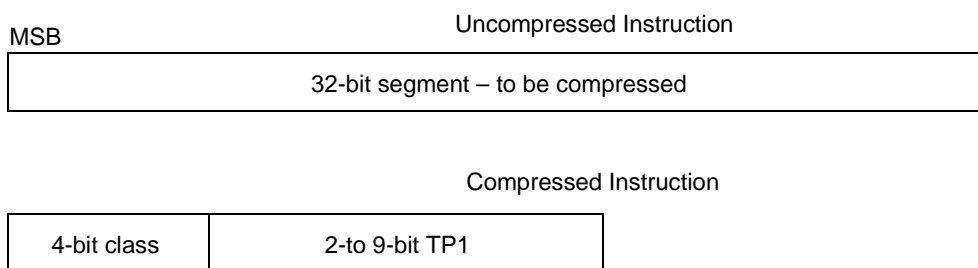 Uncompressed Instruction
MSB
32-bit segment – to be compressed
Compressed Instruction
4-bit class
2-to 9-bit TP1